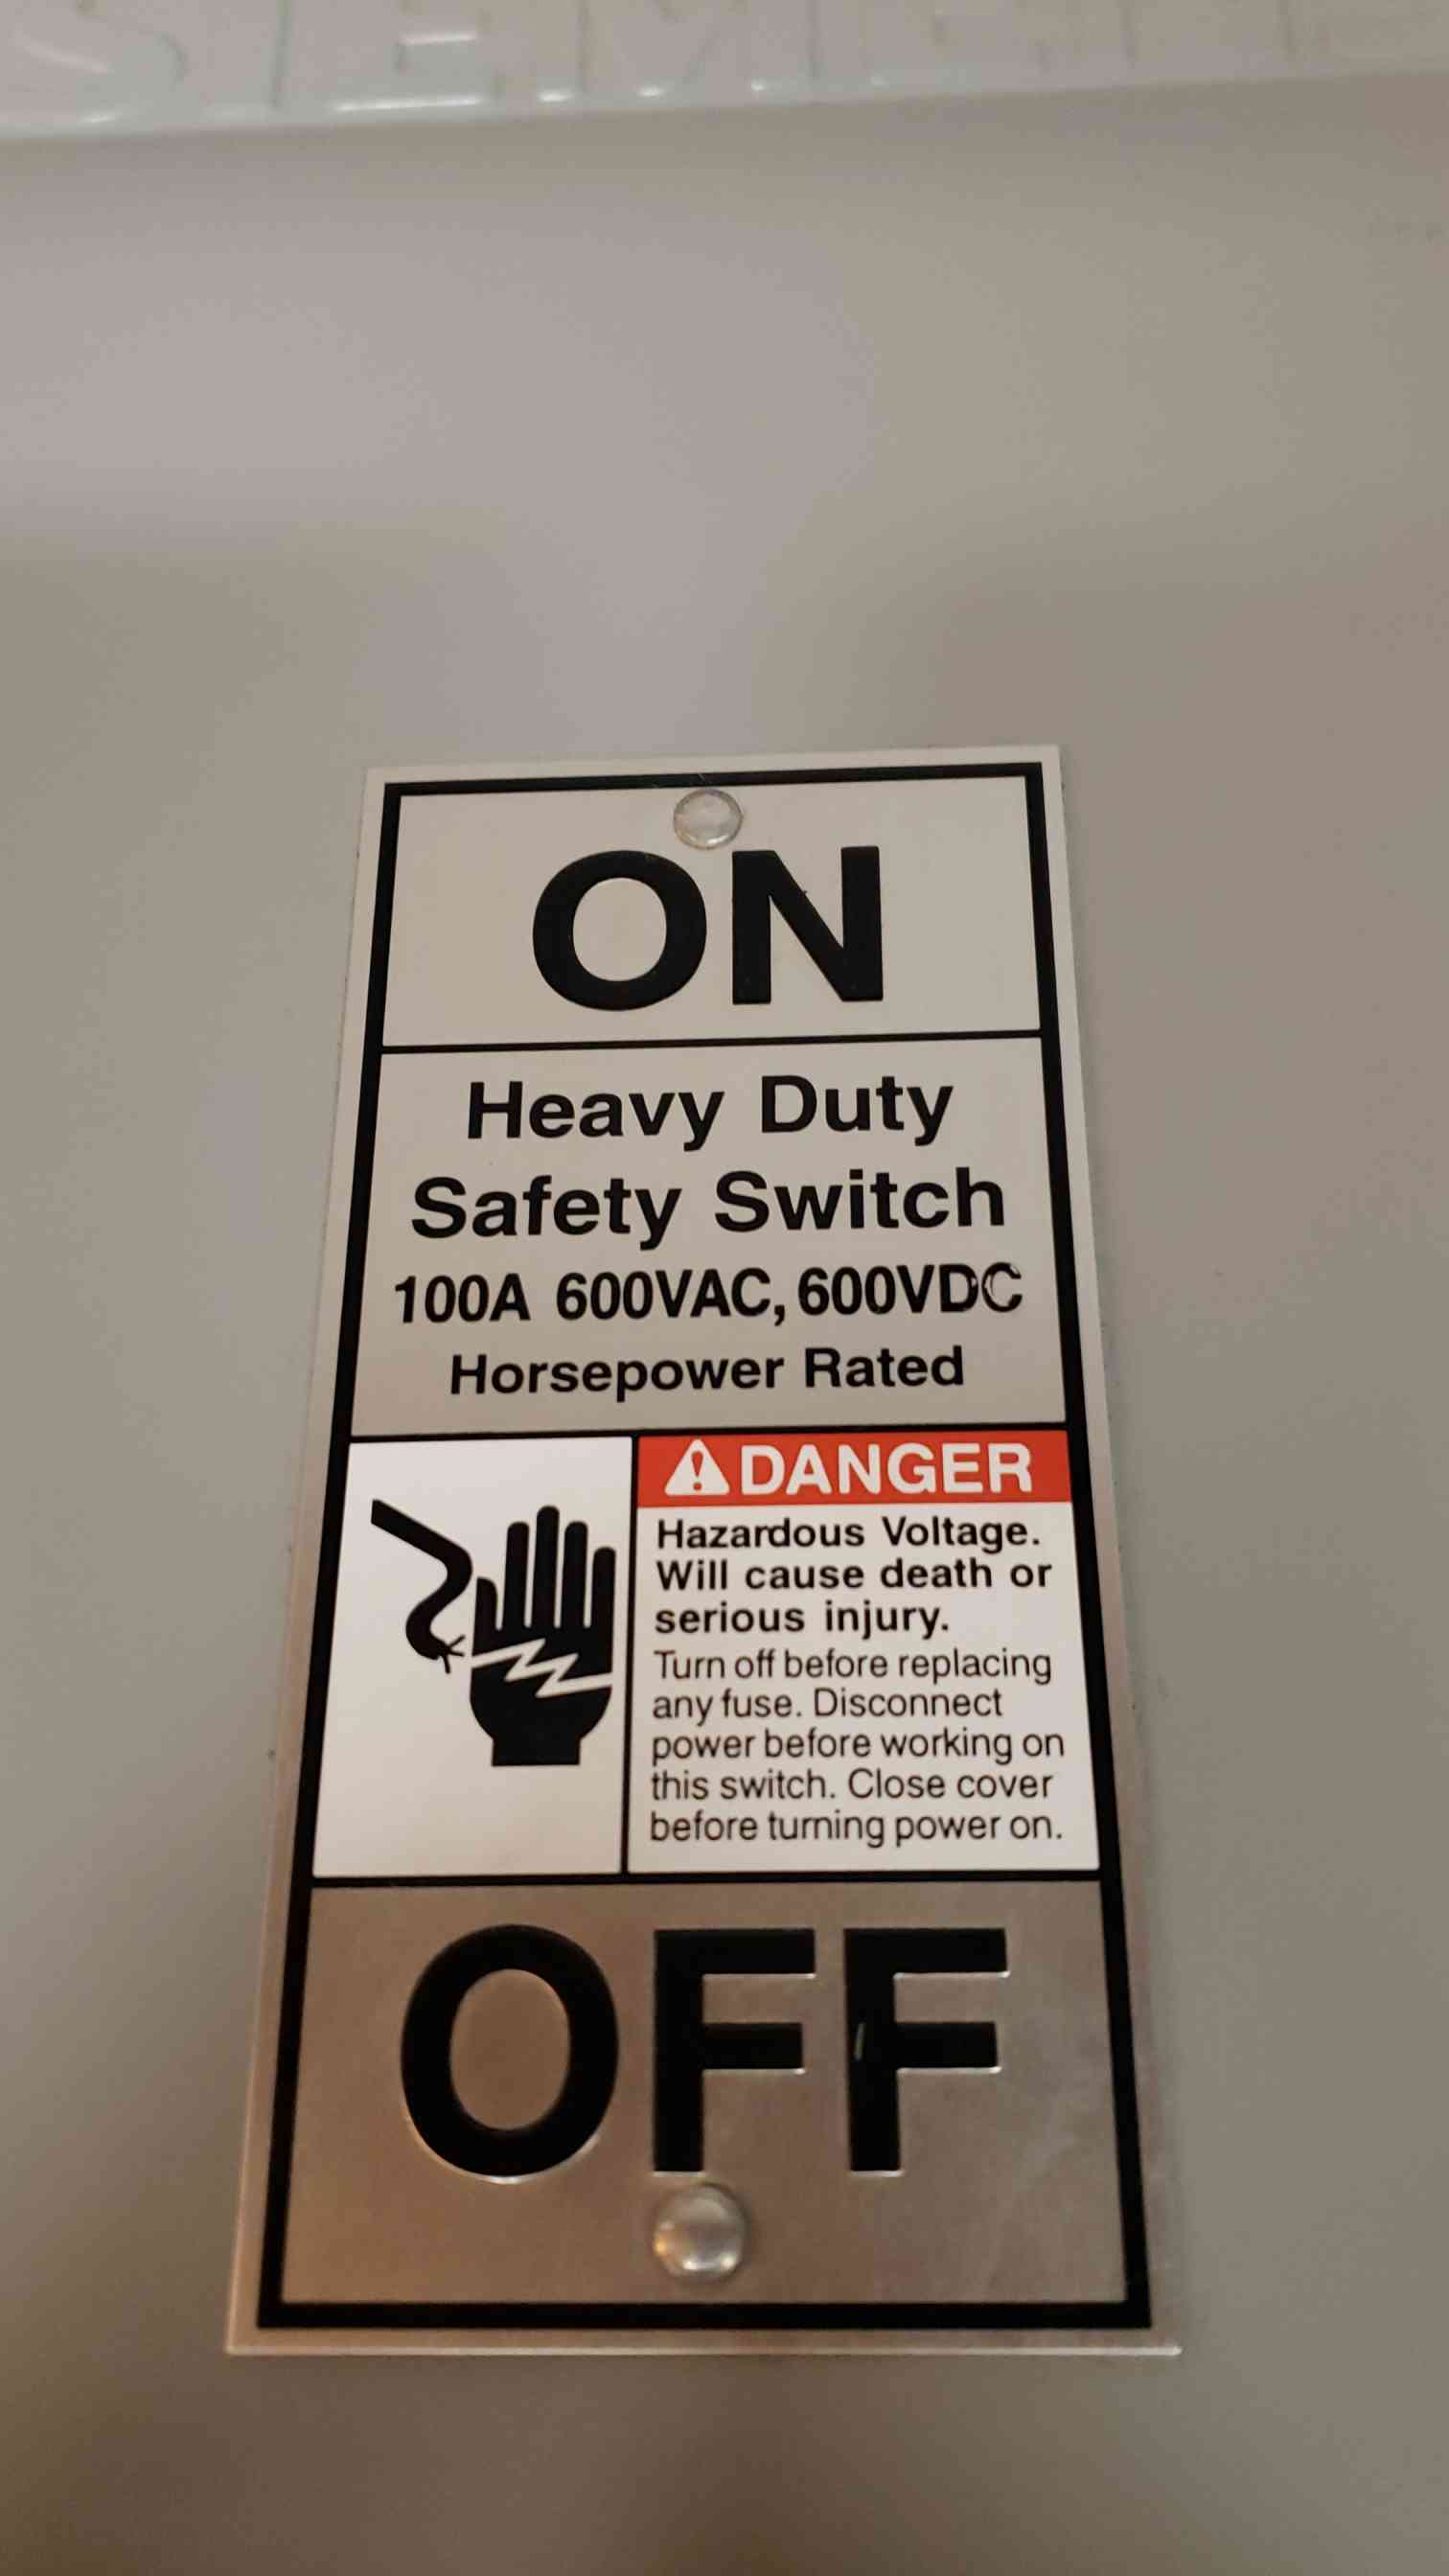 ON
Heavy Duty
Safety Switch
100A 600VAC, 600VDC
Horsepower Rated
DANGER
Hazardous Voltage.
Will cause death or
serious injury.
Turn off before replacing
any fuse. Disconnect
power before working on
this switch. Close cover
before turning power on.
OFF